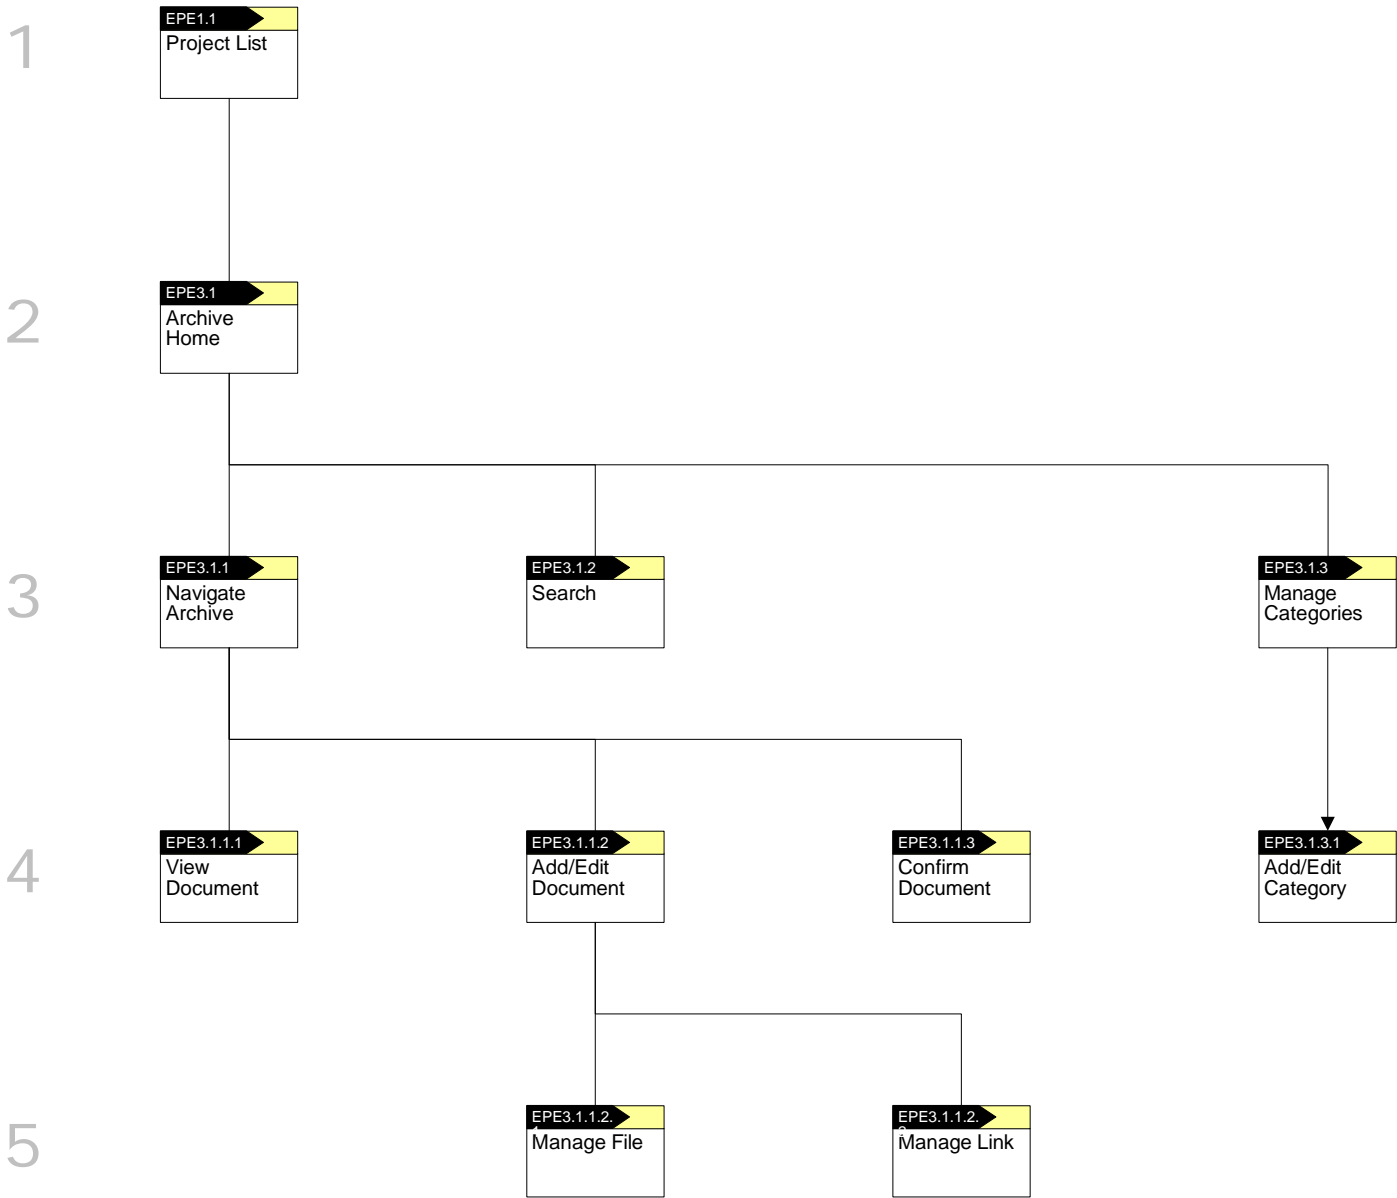 1
EPE1.1
Project List
2
EPE3.1
Archive
Home
3
EPE3.1.1
Navigate
Archive
EPE3.1.2
Search
EPE3.1.3
Manage
Categories
4
EPE3.1.1.1
View
Document
EPE3.1.1.2
Add/Edit
Document
EPE3.1.1.3
Confirm
Document
EPE3.1.3.1
Add/Edit
Category
5
EPE3.1.1.2.
Manage File
EPE3.1.1.2.
Manage Link